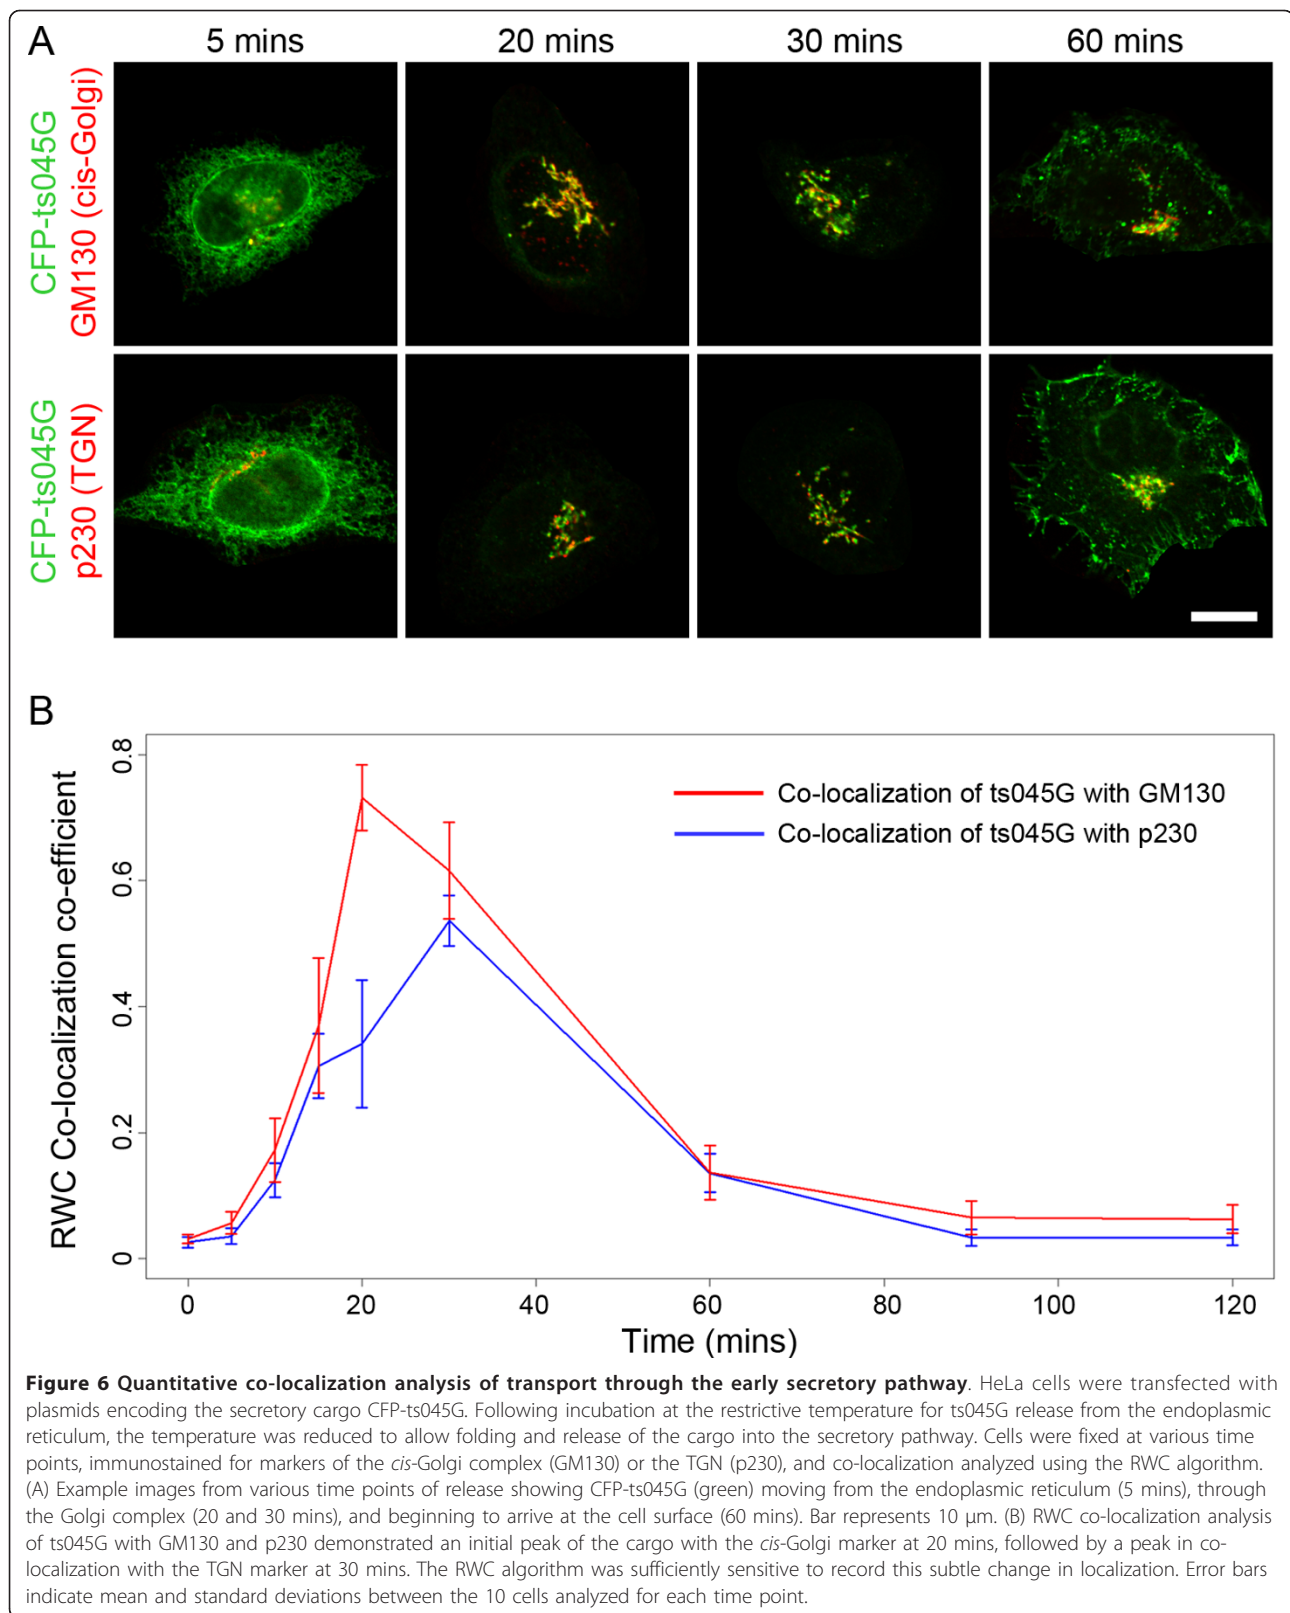 A
5 mins
20 mins
30 mins
60 mins
CFP-ts045G
GM130 (cis-Golgi)
CFP-ts045G
p230 (TGN)
B
RWC Co-localization co-efficient
0.8
0.6
0.4
0.2
0
Co-localization of ts045G with GM130
Co-localization of ts045G with p230
0
20
40
60
80
100
120
Time (mins)
Figure 6 Quantitative co-localization analysis of transport through the early secretory pathway. HeLa cells were transfected with
plasmids encoding the secretory cargo CFP-ts045G. Following incubation at the restrictive temperature for ts045G release from the endoplasmic
reticulum, the temperature was reduced to allow folding and release of the cargo into the secretory pathway. Cells were fixed at various time
points, immunostained for markers of the cis-Golgi complex (GM130) or the TGN (p230), and co-localization analyzed using the RWC algorithm.
(A) Example images from various time points of release showing CFP-ts045G (green) moving from the endoplasmic reticulum (5 mins), through
the Golgi complex (20 and 30 mins), and beginning to arrive at the cell surface (60 mins). Bar represents 10 μm. (B) RWC co-localization analysis
of ts045G with GM130 and p230 demonstrated an initial peak of the cargo with the cis-Golgi marker at 20 mins, followed by a peak in co-
localization with the TGN marker at 30 mins. The RWC algorithm was sufficiently sensitive to record this subtle change in localization. Error bars
indicate mean and standard deviations between the 10 cells analyzed for each time point.